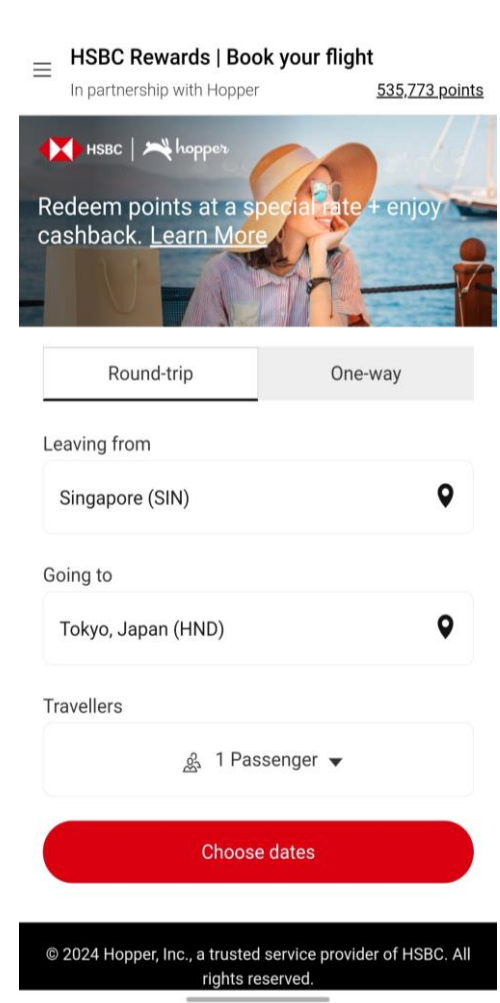 HSBC Rewards | Book your flight
In partnership with Hopper
535,773 points
HSBC | hopper
Redeem points at a special rate + enjoy
cashback. Learn More
Round-trip
One-way
Leaving from
Singapore (SIN)
Going to
Tokyo, Japan (HND)
Travellers
1 Passenger
Choose dates
© 2024 Hopper, Inc., a trusted service provider of HSBC. All
rights reserved.